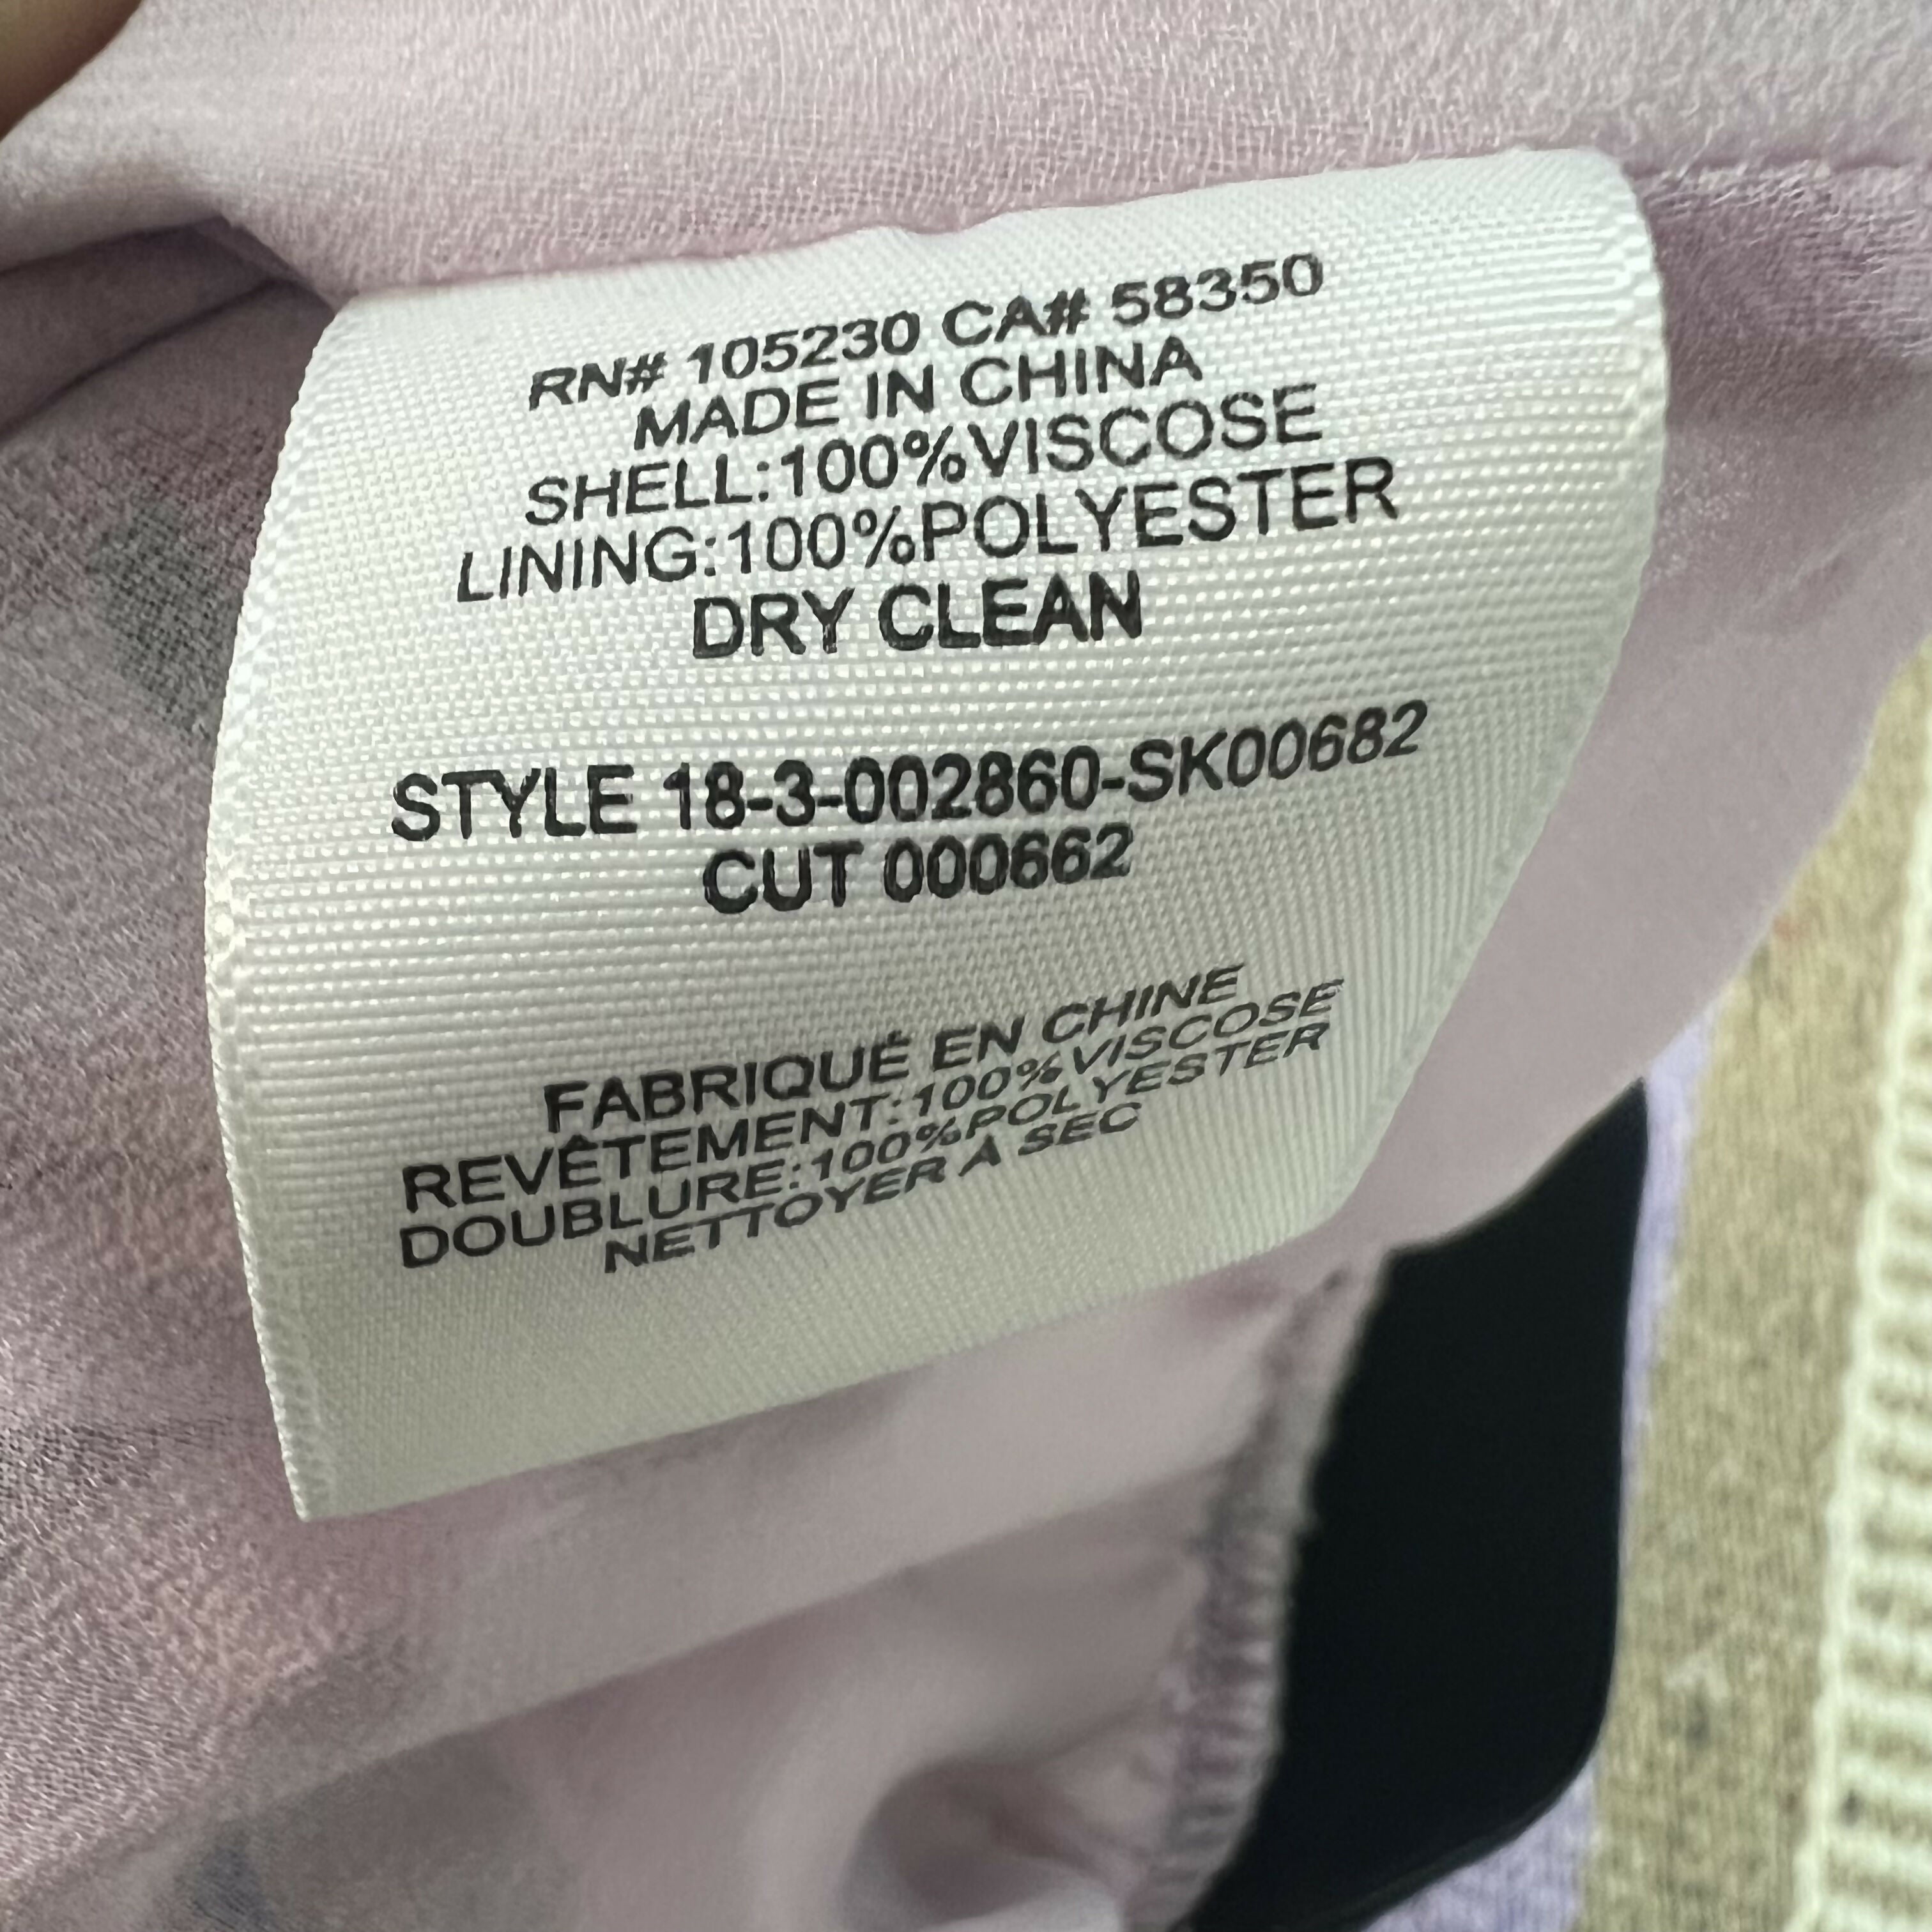 RN# 105230 CA# 58350
MADE IN CHINA
SHELL:100%VISCOSE
LINING:100%POLYESTER
DRY CLEAN
STYLE 18-3-002860-SK00682
CUT 000662
FABRIQUÉ EN CHINE
REVÊTEMENT:100%VISCOSE
DOUBLURE:100%POLYESTER
NETTOYER A SEC